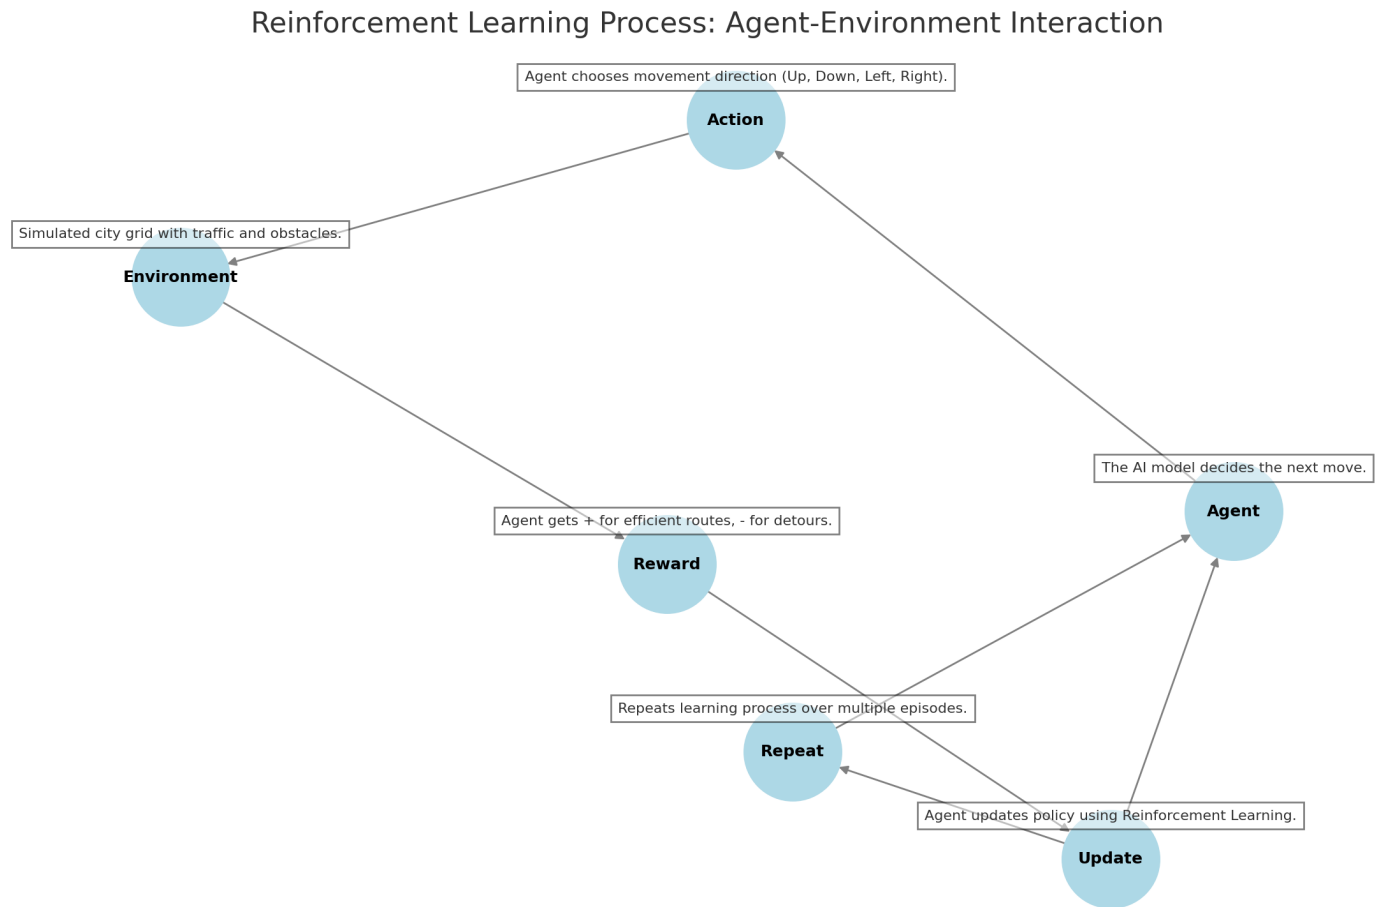 Reinforcement Learning Process: Agent-Environment Interaction
Agent chooses movement direction (Up, Down, Left, Right).
Action
Simulated city grid with traffic and obstacles.
Environment
The AI model decides the next move.
Agent
Agent gets + for efficient routes, - for detours.
Reward
Repeats learning process over multiple episodes.
Repeat
Agent updates policy using Reinforcement Learning.
Update